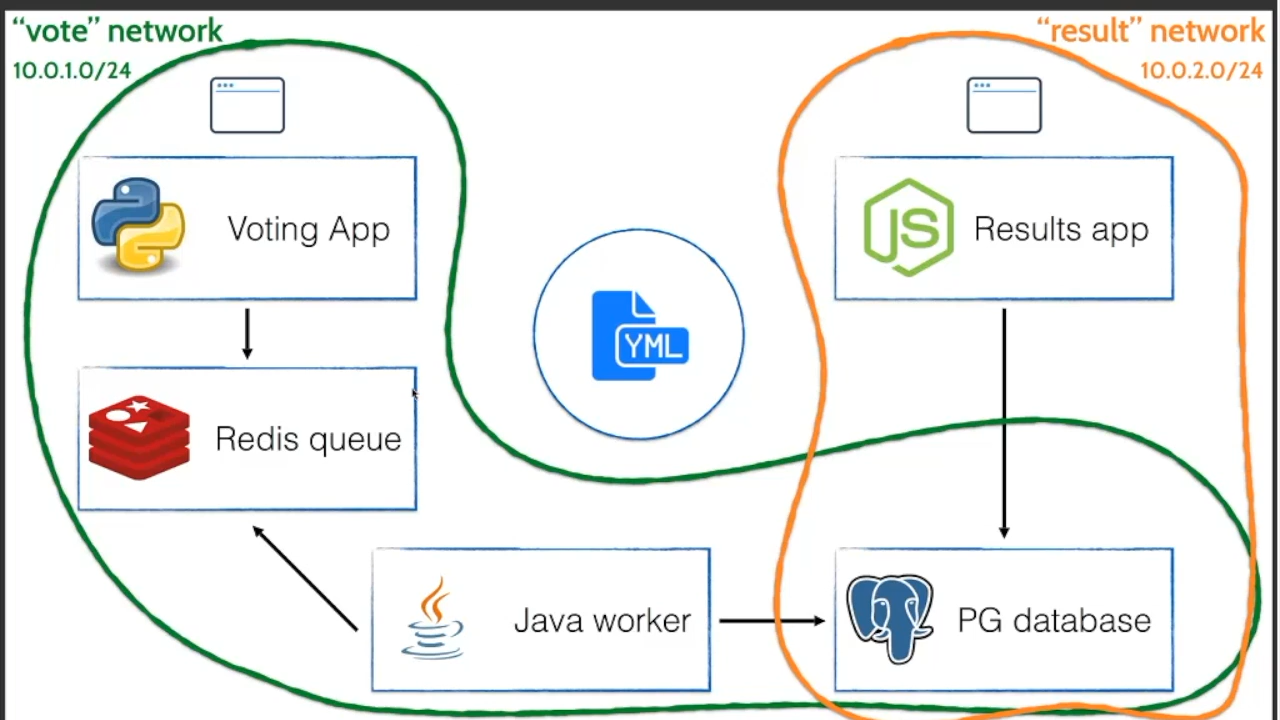 “vote” network
10.0.1.0/24
“result” network
10.0.2.0/24
Voting App
JS
Results app
YML
Redis queue
Java worker
PG database